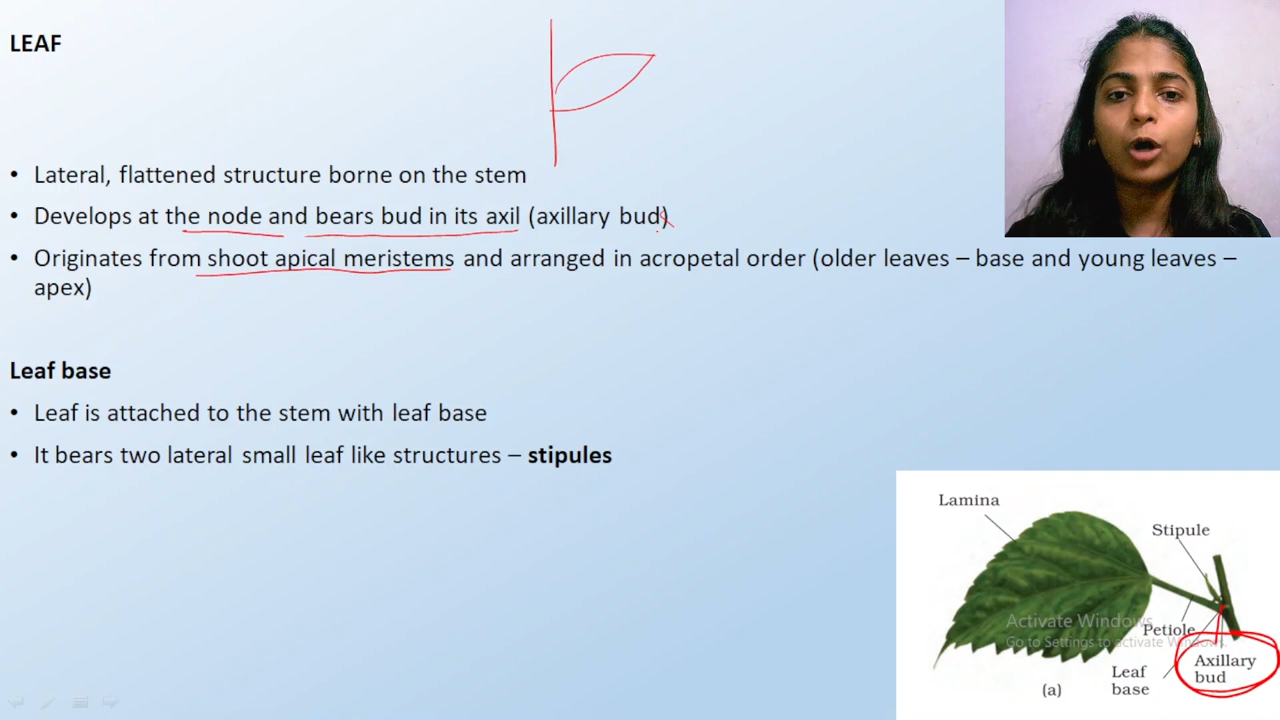 LEAF
• Lateral, flattened structure borne on the stem
• Develops at the node and bears bud in its axil (axillary bud)
• Originates from shoot apical meristems and arranged in acropetal order (older leaves – base and young leaves –
apex)
Leaf base
• Leaf is attached to the stem with leaf base
• It bears two lateral small leaf like structures – stipules
Lamina
Stipule
Activate Windows
Go to Settings to activate Windows.
Petiole
Axillary
bud
Leaf
base
(a)